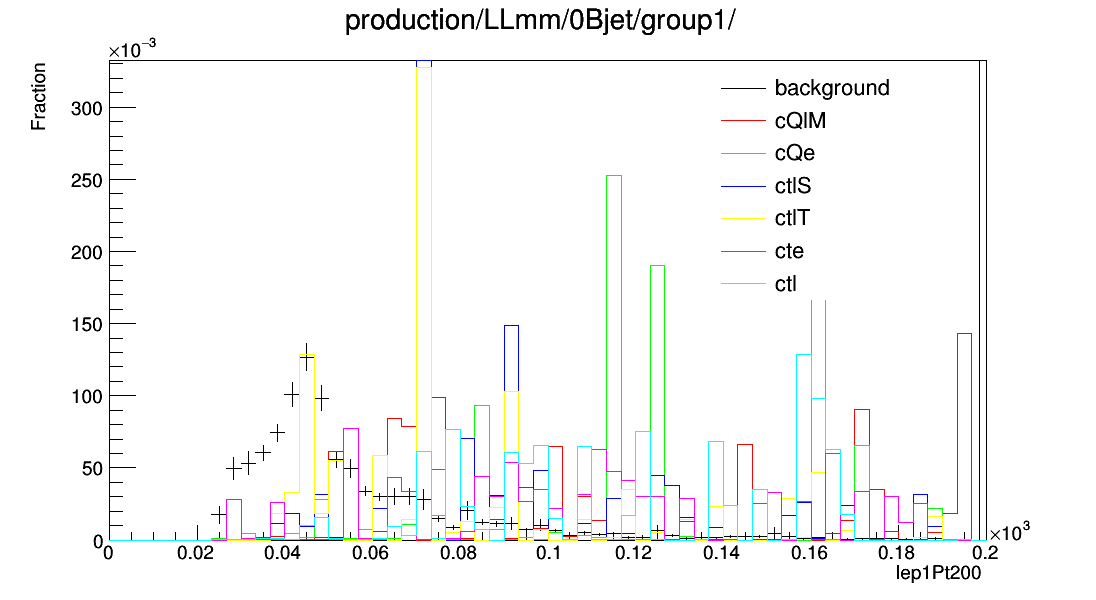 production/LLmm/0Bjet/group1/
×10⁻³
Fraction
300
250
200
150
100
50
0
background
cQlM
cQe
ctlS
ctlT
cte
ctl
0 0.02 0.04 0.06 0.08 0.1 0.12 0.14 0.16 0.18 0.2
×10³
lep1Pt200